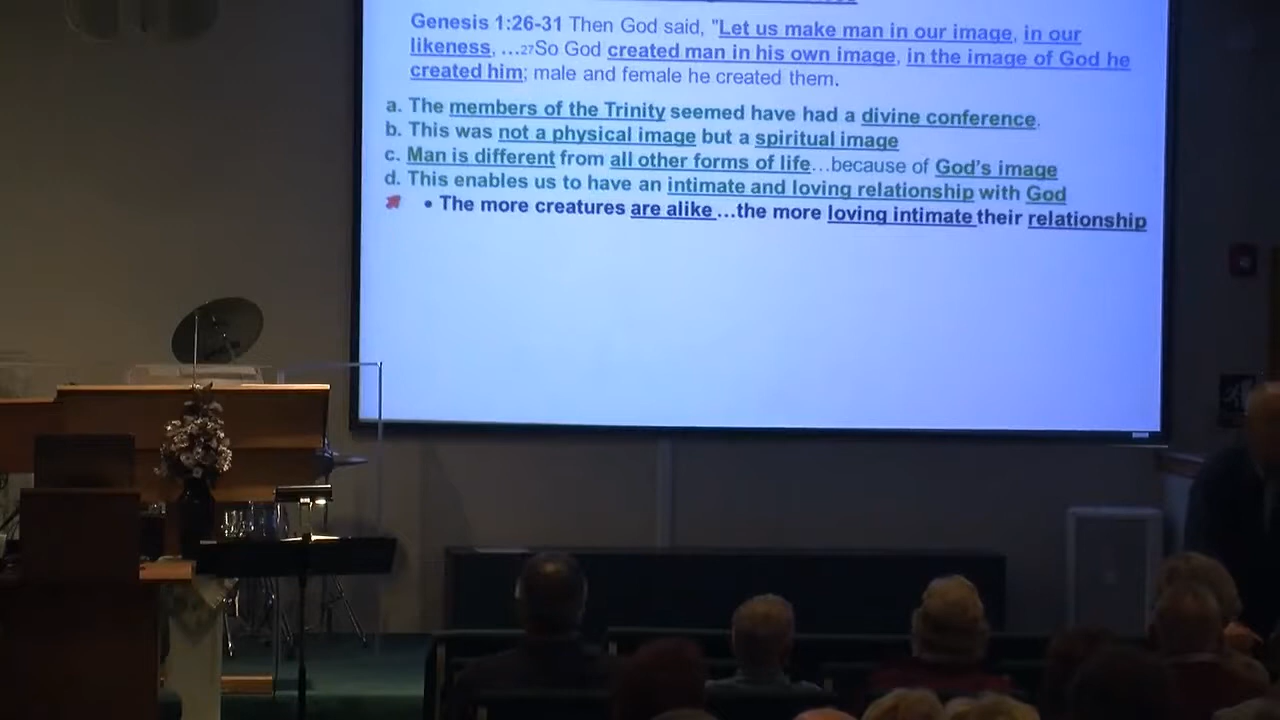 Genesis 1:26-31 Then God said, "Let us make man in our image, in our
likeness, …27So God created man in his own image, in the image of God he
created him; male and female he created them.
a. The members of the Trinity seemed have had a divine conference.
b. This was not a physical image but a spiritual image
c. Man is different from all other forms of life…because of God's image
d. This enables us to have an intimate and loving relationship with God
• The more creatures are alike …the more loving intimate their relationship